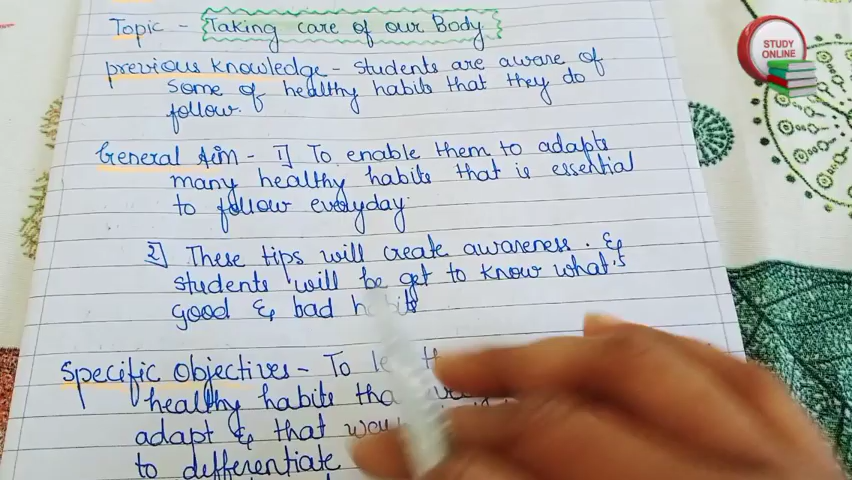 Topic - Taking care of our Body
previous knowledge - students are aware of
some of healthy habits that they do
follow.
General Aim - 1] To enable them to adapt
many healthy habits that is essential
to follow everyday.
2] These tips will create awareness. &
students will be get to know what's
good & bad habits
Specific Objectives - To
healthy habits
adapt & that
to differentiate
STUDY
ONLINE